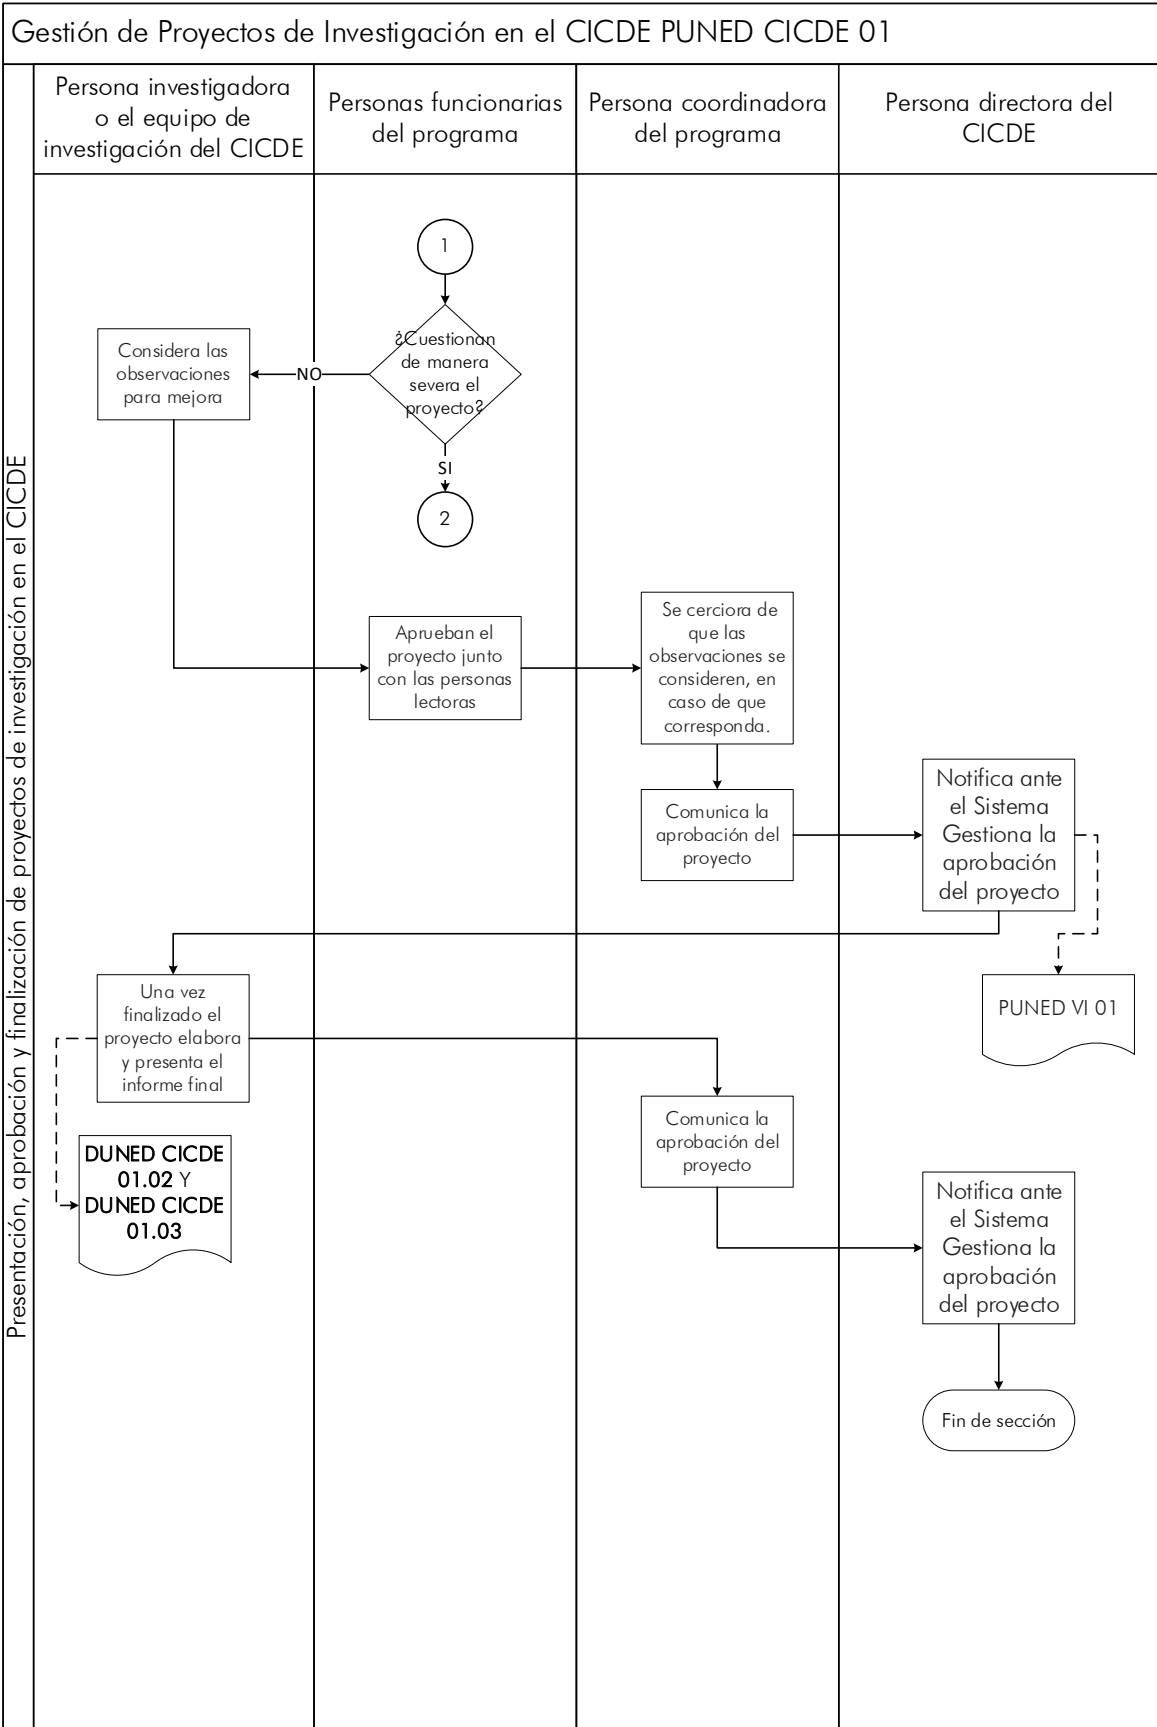 Gestión de Proyectos de Investigación en el CICDE PUNED CICDE 01
Presentación, aprobación y finalización de proyectos de investigación en el CICDE
Persona investigadora
o el equipo de
investigación del CICDE
Personas funcionarias
del programa
Persona coordinadora
del programa
Persona directora del
CICDE
1
¿Cuestionan
de manera
severa el
proyecto?
NO
Considera las
observaciones
para mejora
SI
2
Aprueban el
proyecto junto
con las personas
lectoras
Se cerciora de
que las
observaciones se
consideren, en
caso de que
corresponda.
Comunica la
aprobación del
proyecto
Notifica ante
el Sistema
Gestiona la
aprobación
del proyecto
PUNED VI 01
Una vez
finalizado el
proyecto elabora
y presenta el
informe final
DUNED CICDE
01.02 Y
DUNED CICDE
01.03
Comunica la
aprobación del
proyecto
Notifica ante
el Sistema
Gestiona la
aprobación
del proyecto
Fin de sección